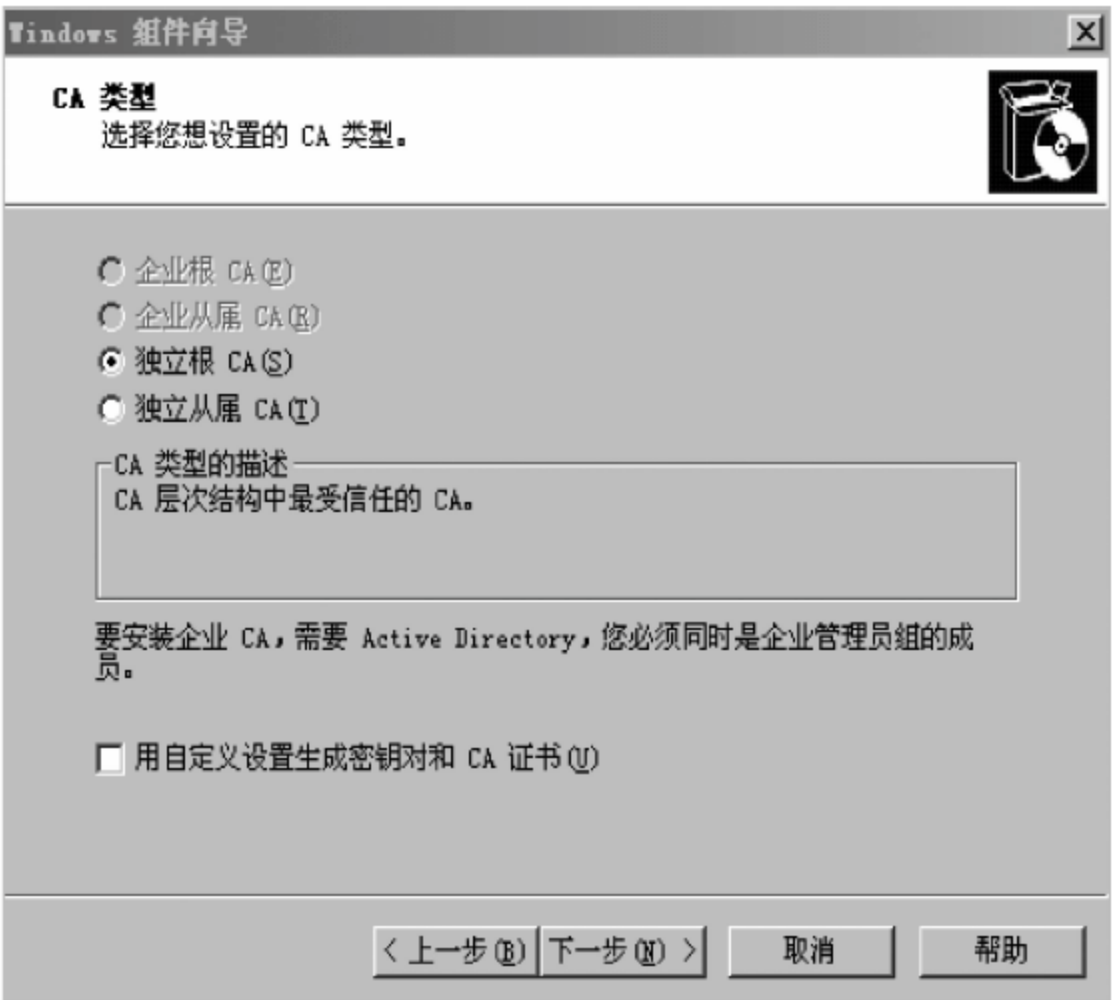 Windows 组件向导
CA 类型
选择您想设置的 CA 类型。
企业根 CA(E)
企业从属 CA(R)
独立根 CA(S)
独立从属 CA(T)
CA 类型的描述
CA 层次结构中最受信任的 CA。
要安装企业 CA，需要 Active Directory，您必须同时是企业管理员组的成
员。
用自定义设置生成密钥对和 CA 证书(U)
< 上一步(B) 下一步(N) > 取消 帮助